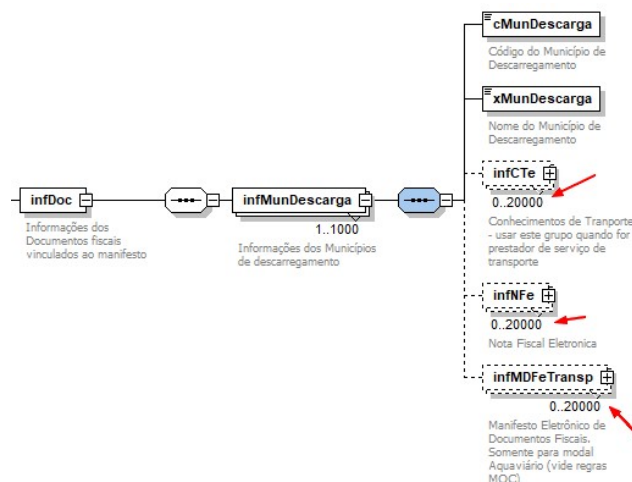 cMunDescarga
Código do Município de
Descarregamento
xMunDescarga
Nome do Município de
Descarregamento
infDoc
Informações dos
Documentos fiscais
vinculados ao manifesto
infMunDescarga
1..1000
Informações dos Municípios
de descarregamento
infCTe
0..20000
Conhecimentos de Tranporte
- usar este grupo quando for
prestador de serviço de
transporte
infNFe
0..20000
Nota Fiscal Eletronica
infMDFeTransp
0..20000
Manifesto Eletrônico de
Documentos Fiscais.
Somente para modal
Aquaviário (vide regras
MOC)